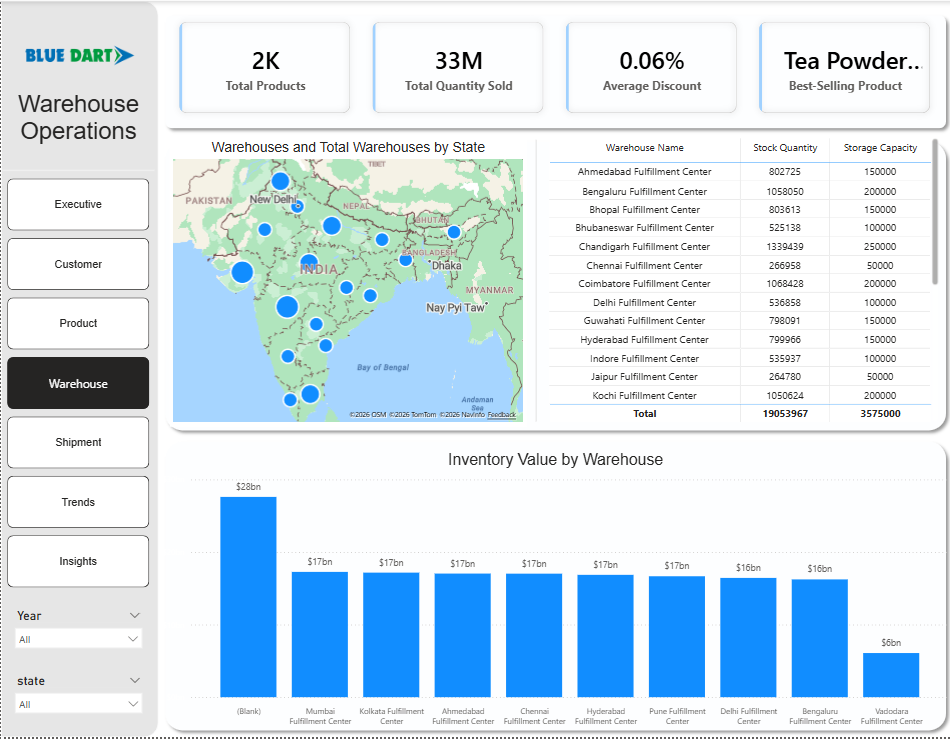 BLUE DART
Warehouse
Operations
Executive
Customer
Product
Warehouse
Shipment
Trends
Insights
Year
All
state
All
2K
Total Products
33M
Total Quantity Sold
0.06%
Average Discount
Tea Powder...
Best-Selling Product
Warehouses and Total Warehouses by State
TIBET
PAKISTAN
New Delhi
NEPAL
BHUTAN
BANGLADESH
INDIA
Dhaka
MYANMAR
Nay Pyi Taw
Bay of Bengal
Andaman
Sea
©2026 OSM ©2026 TomTom ©2026 NavInfo Feedback
Warehouse Name Stock Quantity Storage Capacity
Ahmedabad Fulfillment Center 802725 150000
Bengaluru Fulfillment Center 1058050 200000
Bhopal Fulfillment Center 803613 150000
Bhubaneswar Fulfillment Center 525138 100000
Chandigarh Fulfillment Center 1339439 250000
Chennai Fulfillment Center 266958 50000
Coimbatore Fulfillment Center 1068428 200000
Delhi Fulfillment Center 536858 100000
Guwahati Fulfillment Center 798091 150000
Hyderabad Fulfillment Center 799966 150000
Indore Fulfillment Center 535937 100000
Jaipur Fulfillment Center 264780 50000
Kochi Fulfillment Center 1050624 200000
Total 19053967 3575000
Inventory Value by Warehouse
$28bn
$17bn
$17bn
$17bn
$17bn
$17bn
$17bn
$16bn
$16bn
$6bn
(Blank)
Mumbai
Fulfillment Center
Kolkata Fulfillment
Center
Ahmedabad
Fulfillment Center
Chennai
Fulfillment Center
Hyderabad
Fulfillment Center
Pune Fulfillment
Center
Delhi Fulfillment
Center
Bengaluru
Fulfillment Center
Vadodara
Fulfillment Center